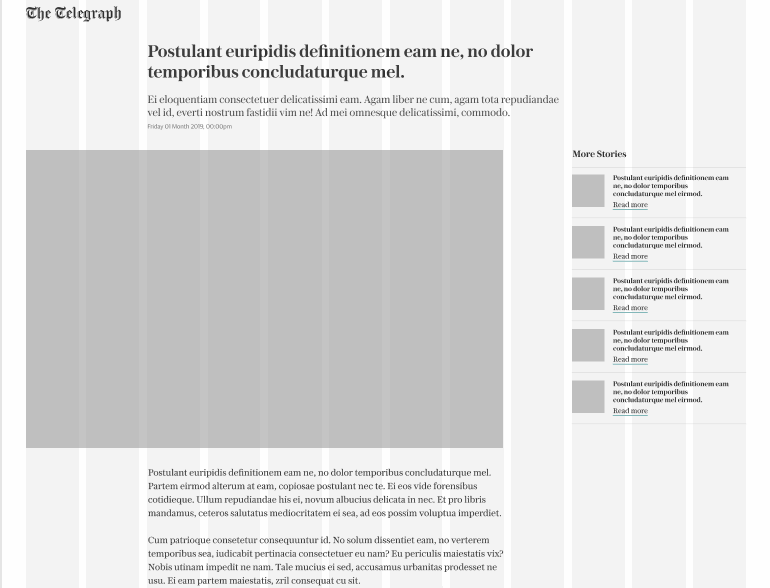 The Telegraph
Postulant euripidis definitionem eam ne, no dolor
temporibus concludaturque mel.
Ei eloquentiam consectetuer delicatissimi eam. Agam liber ne cum, agam tota repudiandae
vel id, everti nostrum fastidii vim ne! Ad mei omnesque delicatissimi, commodo.
Friday 01 Month 2019, 00:00pm
More Stories
Postulant euripidis definitionem eam
ne, no dolor temporibus
concludaturque mel eirmod.
Read more
Postulant euripidis definitionem eam
ne, no dolor temporibus
concludaturque mel eirmod.
Read more
Postulant euripidis definitionem eam
ne, no dolor temporibus
concludaturque mel eirmod.
Read more
Postulant euripidis definitionem eam
ne, no dolor temporibus
concludaturque mel eirmod.
Read more
Postulant euripidis definitionem eam
ne, no dolor temporibus
concludaturque mel eirmod.
Read more
Postulant euripidis definitionem eam ne, no dolor temporibus concludaturque mel.
Partem eirmod alterum at eam, copiosae postulant nec te. Ei eos vide forensibus
cotidieque. Ullum repudiandae his ei, novum albucius delicata in nec. Et pro libris
mandamus, ceteros salutatus mediocritatem ei sea, ad eos possim voluptua imperdiet.
Cum patrioque consetetur consequuntur id. No solum dissentiet eam, no verterem
temporibus sea, iudicabit pertinacia consectetuer eu nam? Eu periculis maiestatis vix?
Nobis utinam impedit ne nam. Tale mucius ei sed, accusamus urbanitas prodesset ne
usu. Ei eam partem maiestatis, zril consequat cu sit.